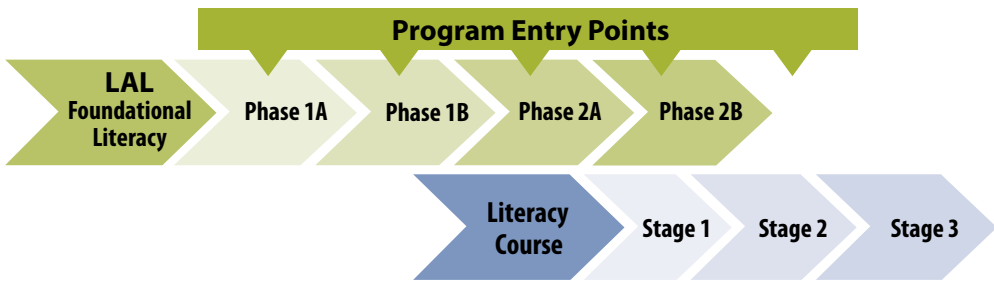 Program Entry Points
LAL
Foundational
Literacy
Phase 1A
Phase 1B
Phase 2A
Phase 2B
Literacy
Course
Stage 1
Stage 2
Stage 3